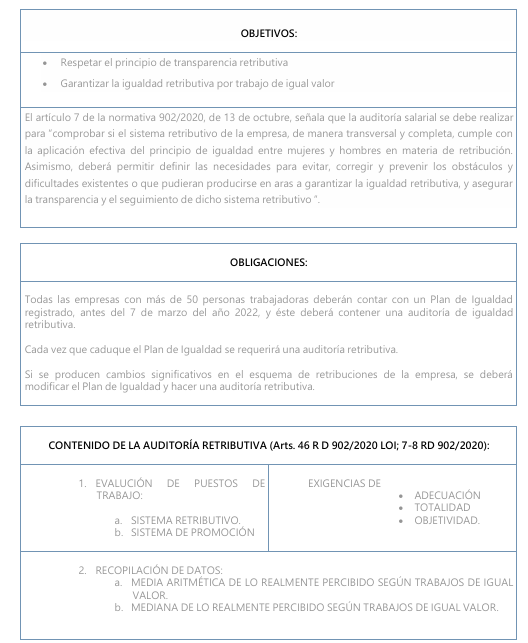 OBJETIVOS:
• Respetar el principio de transparencia retributiva
• Garantizar la igualdad retributiva por trabajo de igual valor
El artículo 7 de la normativa 902/2020, de 13 de octubre, señala que la auditoría salarial se debe realizar
para "comprobar si el sistema retributivo de la empresa, de manera transversal y completa, cumple con
la aplicación efectiva del principio de igualdad entre mujeres y hombres en materia de retribución.
Asimismo, deberá permitir definir las necesidades para evitar, corregir y prevenir los obstáculos y
dificultades existentes o que pudieran producirse en aras a garantizar la igualdad retributiva, y asegurar
la transparencia y el seguimiento de dicho sistema retributivo ".
OBLIGACIONES:
Todas las empresas con más de 50 personas trabajadoras deberán contar con un Plan de Igualdad
registrado, antes del 7 de marzo del año 2022, y éste deberá contener una auditoría de igualdad
retributiva.
Cada vez que caduque el Plan de Igualdad se requerirá una auditoría retributiva.
Si se producen cambios significativos en el esquema de retribuciones de la empresa, se deberá
modificar el Plan de Igualdad y hacer una auditoría retributiva.
CONTENIDO DE LA AUDITORÍA RETRIBUTIVA (Arts. 46 R D 902/2020 LOI; 7-8 RD 902/2020):
1. EVALUCIÓN DE PUESTOS DE
TRABAJO:
a. SISTEMA RETRIBUTIVO.
b. SISTEMA DE PROMOCIÓN
EXIGENCIAS DE
• ADECUACIÓN
• TOTALIDAD
• OBJETIVIDAD.
2. RECOPILACIÓN DE DATOS:
a. MEDIA ARITMÉTICA DE LO REALMENTE PERCIBIDO SEGÚN TRABAJOS DE IGUAL
VALOR.
b. MEDIANA DE LO REALMENTE PERCIBIDO SEGÚN TRABAJOS DE IGUAL VALOR.